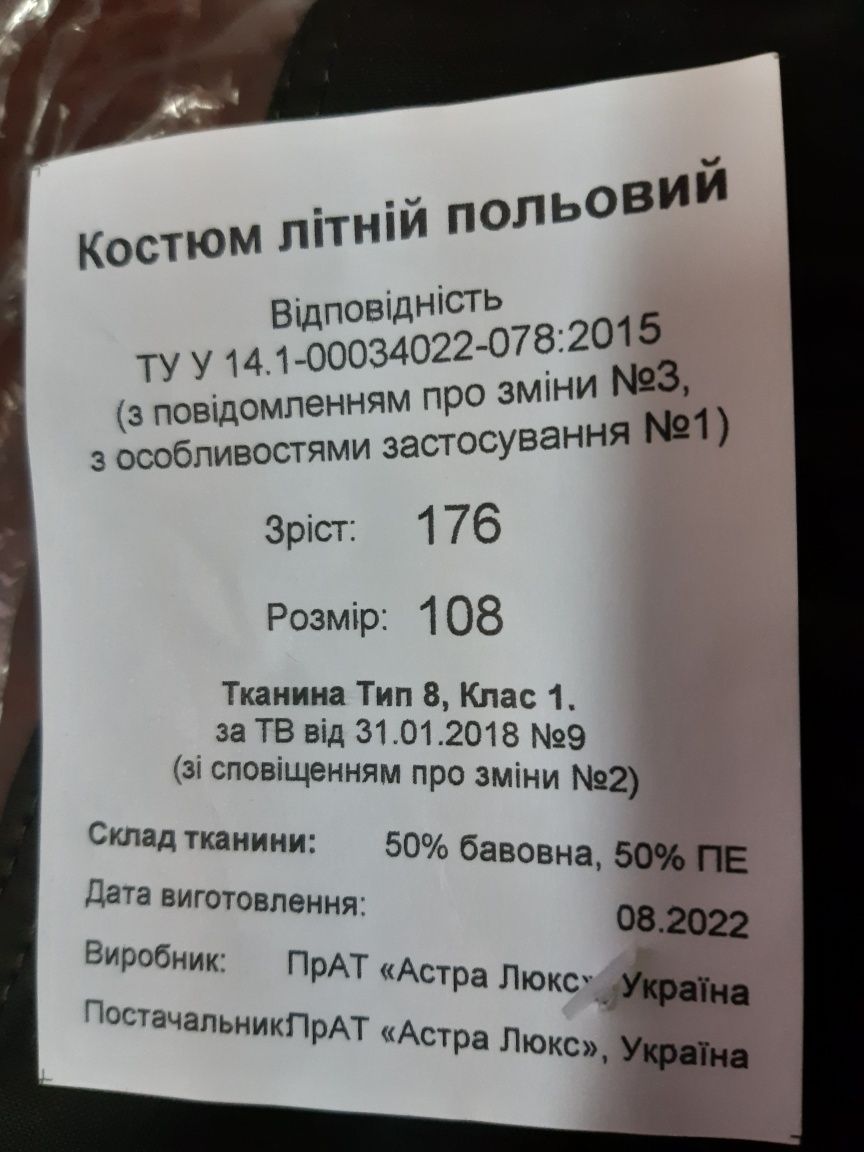 Костюм літній польовий
Відповідність
ТУ У 14.1-00034022-078:2015
(з повідомленням про зміни №3,
з особливостями застосування №1)
Зріст: 176
Розмір: 108
Тканина Тип 8, Клас 1.
за ТВ від 31.01.2018 №9
(зі сповіщенням про зміни №2)
Склад тканини: 50% бавовна, 50% ПЕ
Дата виготовлення: 08.2022
Виробник: ПрАТ «Астра Люкс», Україна
Постачальник:ПрАТ «Астра Люкс», Україна